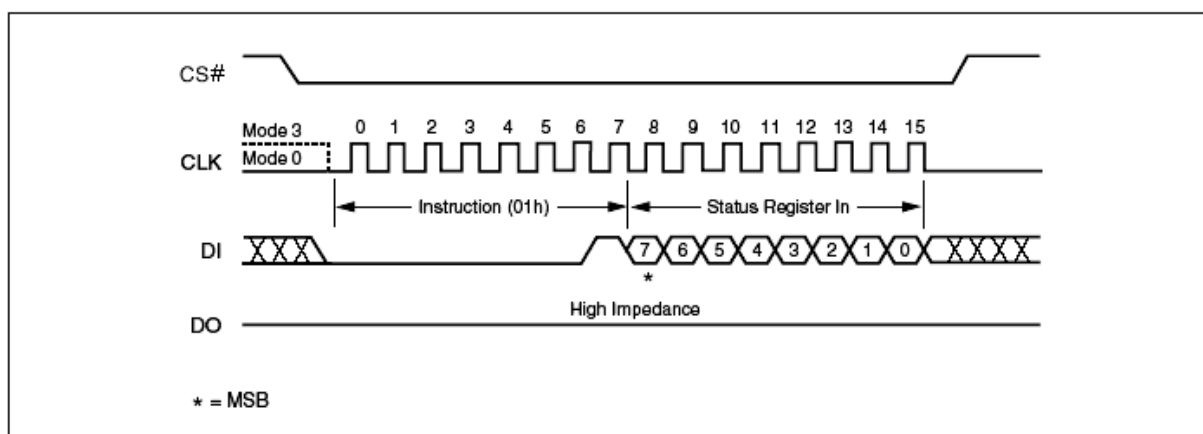 CS#
Mode 3
0 1 2 3 4 5 6 7 8 9 10 11 12 13 14 15
Mode 0
CLK
Instruction (01h) Status Register In
DI 7 6 5 4 3 2 1 0
*
High Impedance
DO
* = MSB